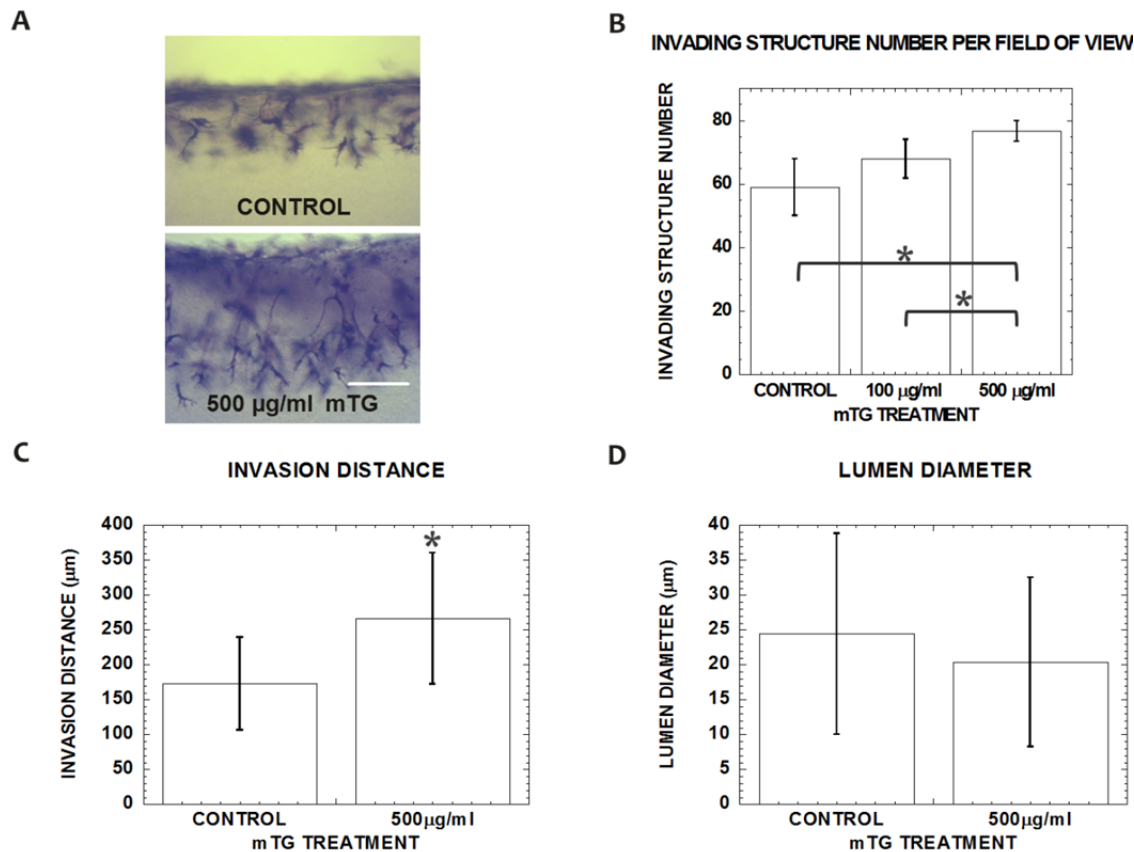 A
CONTROL
500 µg/ml mTG
B
INVADING STRUCTURE NUMBER PER FIELD OF VIEW
INVADING STRUCTURE NUMBER
80
60
40
20
0
*
*
CONTROL 100 µg/ml 500 µg/ml
mTG TREATMENT
C
INVASION DISTANCE
INVASION DISTANCE (µm)
400
350
300
250
200
150
100
50
0
*
CONTROL 500µg/ml
mTG TREATMENT
D
LUMEN DIAMETER
LUMEN DIAMETER (µm)
40
35
30
25
20
15
10
5
0
CONTROL 500µg/ml
mTG TREATMENT